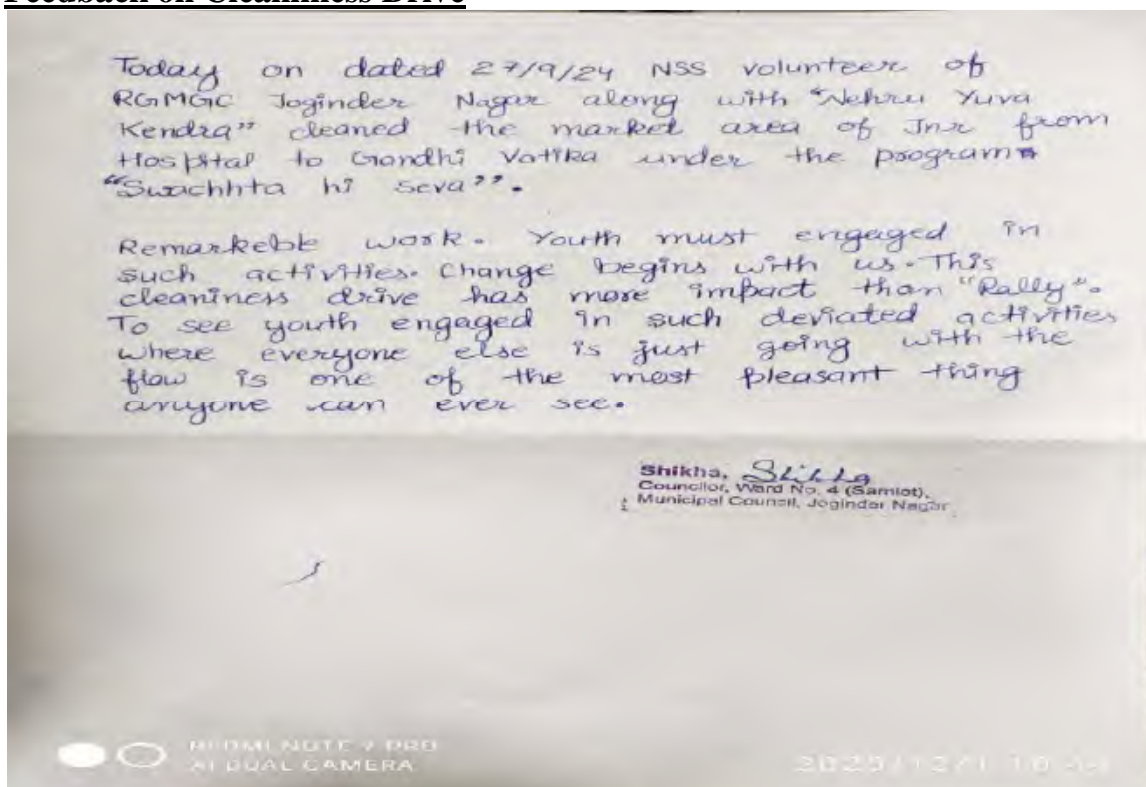 Feedback on Cleanliness Drive
Today on dated 27/9/24 NSS volunteer of
RGMGC Joginder Nagar along with "Nehru Yuva
Kendra" cleaned the market area of Jnr from
Hospital to Gandhi Vatika under the program
"Swachhta hi seva".
Remarkeble work. Youth must engaged in
such activities. Change begins with us. This
cleaniness drive has more impact than "Rally".
To see youth engaged in such deviated activities
where everyone else is just going with the
flow is one of the most pleasant thing
anyone can ever see.
Shikha, Shikha
Councilor, Ward No. 4 (Samlot),
Municipal Council, Joginder Nagar
REDMI NOTE 7 PRO
AI DUAL CAMERA